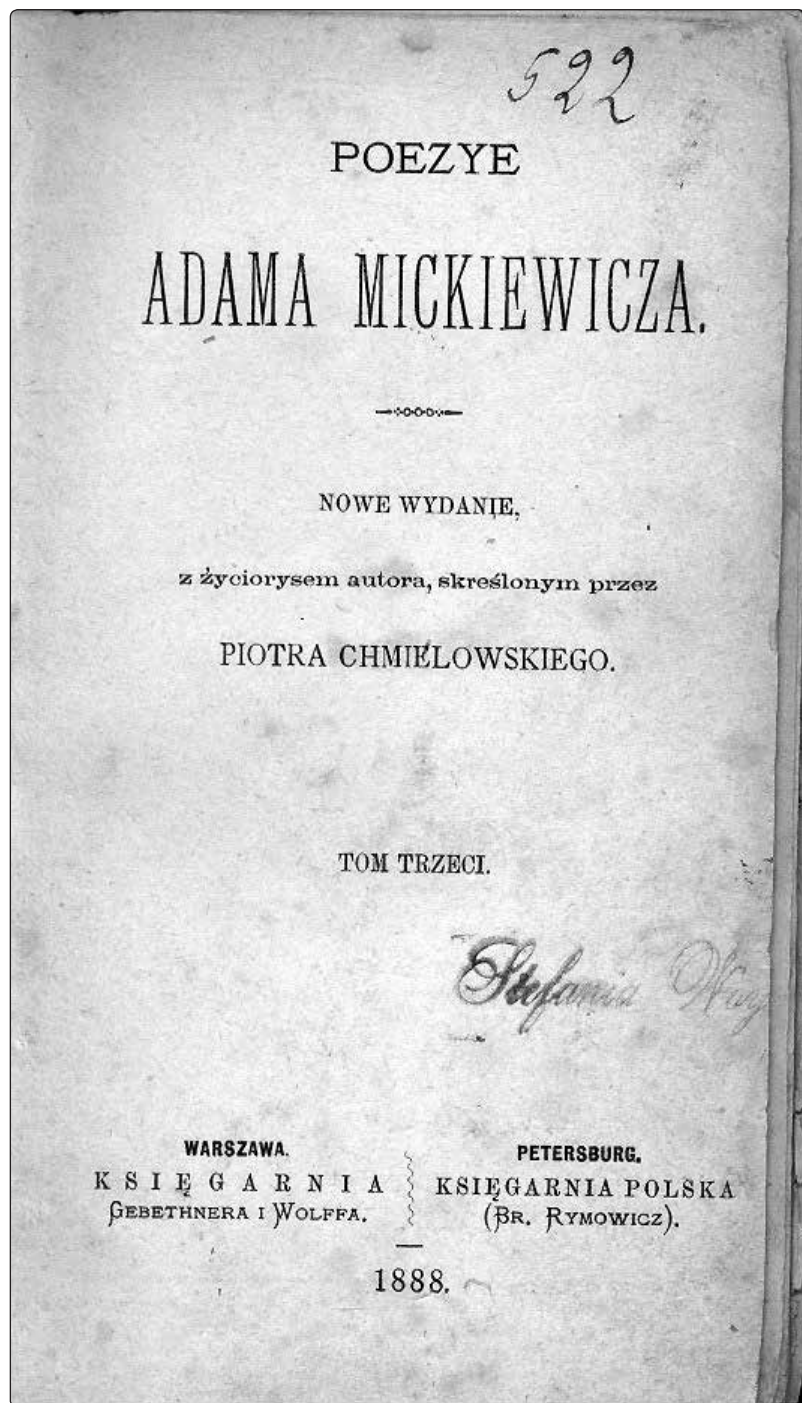 522
POEZYE
ADAMA MICKIEWICZA.
NOWE WYDANIE,
z życiorysem autora, skreślonym przez
PIOTRA CHMIELOWSKIEGO.
TOM TRZECI.
Stefania
WARSZAWA.
KSIĘGARNIA
GEBETHNERA I WOLFFA.
PETERSBURG.
KSIĘGARNIA POLSKA
(BR. RYMOWICZ).
1888.